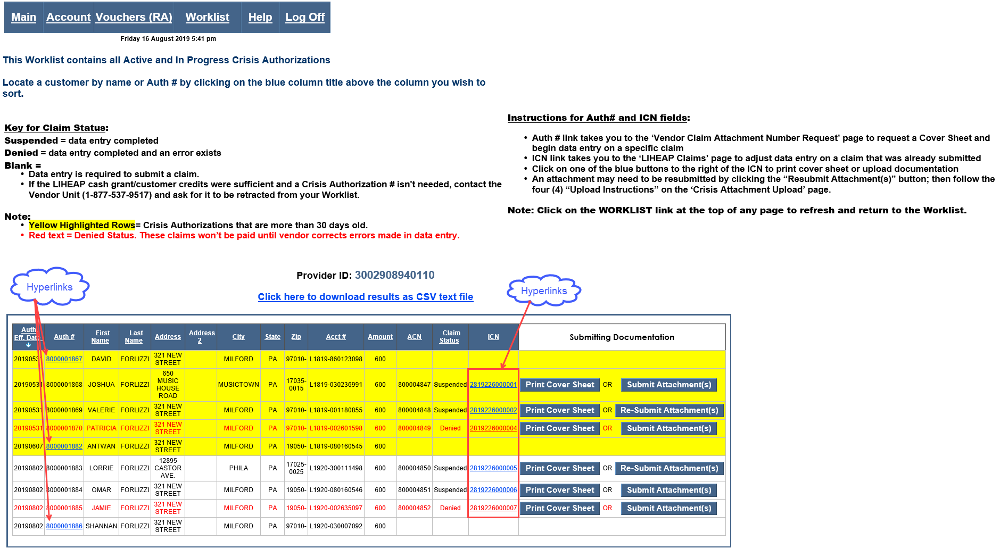 Main Account Vouchers (RA) Worklist Help Log Off
Friday 16 August 2019 5:41 pm
This Worklist contains all Active and In Progress Crisis Authorizations
Locate a customer by name or Auth # by clicking on the blue column title above the column you wish to
sort.
Key for Claim Status:
Suspended = data entry completed
Denied = data entry completed and an error exists
Blank =
• Data entry is required to submit a claim.
• If the LIHEAP cash grant/customer credits were sufficient and a Crisis Authorization # isn't needed, contact the
Vendor Unit (1-877-537-9517) and ask for it to be retracted from your Worklist.
Note:
• Yellow Highlighted Rows= Crisis Authorizations that are more than 30 days old.
• Red text = Denied Status. These claims won’t be paid until vendor corrects errors made in data entry.
Instructions for Auth# and ICN fields:
• Auth # link takes you to the ‘Vendor Claim Attachment Number Request’ page to request a Cover Sheet and
begin data entry on a specific claim
• ICN link takes you to the ‘LIHEAP Claims’ page to adjust data entry on a claim that was already submitted
• Click on one of the blue buttons to the right of the ICN to print cover sheet or upload documentation
• An attachment may need to be resubmitted by clicking the “Resubmit Attachment(s)” button; then follow the
four (4) “Upload Instructions” on the ‘Crisis Attachment Upload’ page.
Note: Click on the WORKLIST link at the top of any page to refresh and return to the Worklist.
Hyperlinks
Provider ID: 3002908940110
Click here to download results as CSV text file
Hyperlinks
Auth Eff. Date Auth # First Name Last Name Address Address 2 City State Zip Acct # Amount ACN Claim Status ICN Submitting Documentation
20190531 8000001867 DAVID FORLIZZI 321 NEW STREET MILFORD PA 97010- L1819-860123098 600
20190531 8000001868 JOSHUA FORLIZZI 650 MUSIC HOUSE ROAD MUSICTOWN PA 17035-0015 L1819-030236991 600 800004847 Suspended 2819226000001 Print Cover Sheet OR Submit Attachment(s)
20190531 8000001869 VALERIE FORLIZZI 321 NEW STREET MILFORD PA 97010- L1819-001180855 600 800004848 Suspended 2819226000002 Print Cover Sheet OR Re-Submit Attachment(s)
20190531 8000001870 PATRICIA FORLIZZI 321 NEW STREET MILFORD PA 97010- L1819-002601598 600 800004849 Denied 2819226000004 Print Cover Sheet OR Submit Attachment(s)
20190607 8000001882 ANTWAN FORLIZZI 321 NEW STREET MILFORD PA 19050- L1819-080160545 600
20190802 8000001883 LORRIE FORLIZZI 12895 CASTOR AVE. PHILA PA 17025-0025 L1920-300111498 600 800004850 Suspended 2819226000005 Print Cover Sheet OR Re-Submit Attachment(s)
20190802 8000001884 OMAR FORLIZZI 321 NEW STREET MILFORD PA 19050- L1920-080160546 600 800004851 Suspended 2819226000006 Print Cover Sheet OR Submit Attachment(s)
20190802 8000001885 JAMIE FORLIZZI 321 NEW STREET MILFORD PA 19050- L1920-002635097 600 800004852 Denied 2819226000007 Print Cover Sheet OR Submit Attachment(s)
20190802 8000001886 SHANNAN FORLIZZI 321 NEW STREET MILFORD PA 97010- L1920-030007092 600